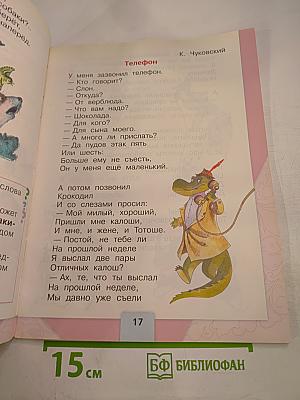 Собаки?..
К. Чуковский
Телефон
У меня зазвонил телефон.
— Кто говорит?
— Слон.
— Откуда?
— От верблюда.
— Что вам надо?
— Шоколада.
— Для кого?
— Для сына моего.
— А много ли прислать?
— Да пудов этак пять
Или шесть:
Больше ему не съесть,
Он у меня ещё маленький.
А потом позвонил
Крокодил
И со слезами просил:
— Мой милый, хороший,
Пришли мне калоши,
И мне, и жене, и Тотоше.
— Постой, не тебе ли
На прошлой неделе
Я выслал две пары
Отличных калош?
— Ах, те, что ты выслал
На прошлой неделе,
Мы давно уже съели
17
15 см
БФ БИБЛИОФАН